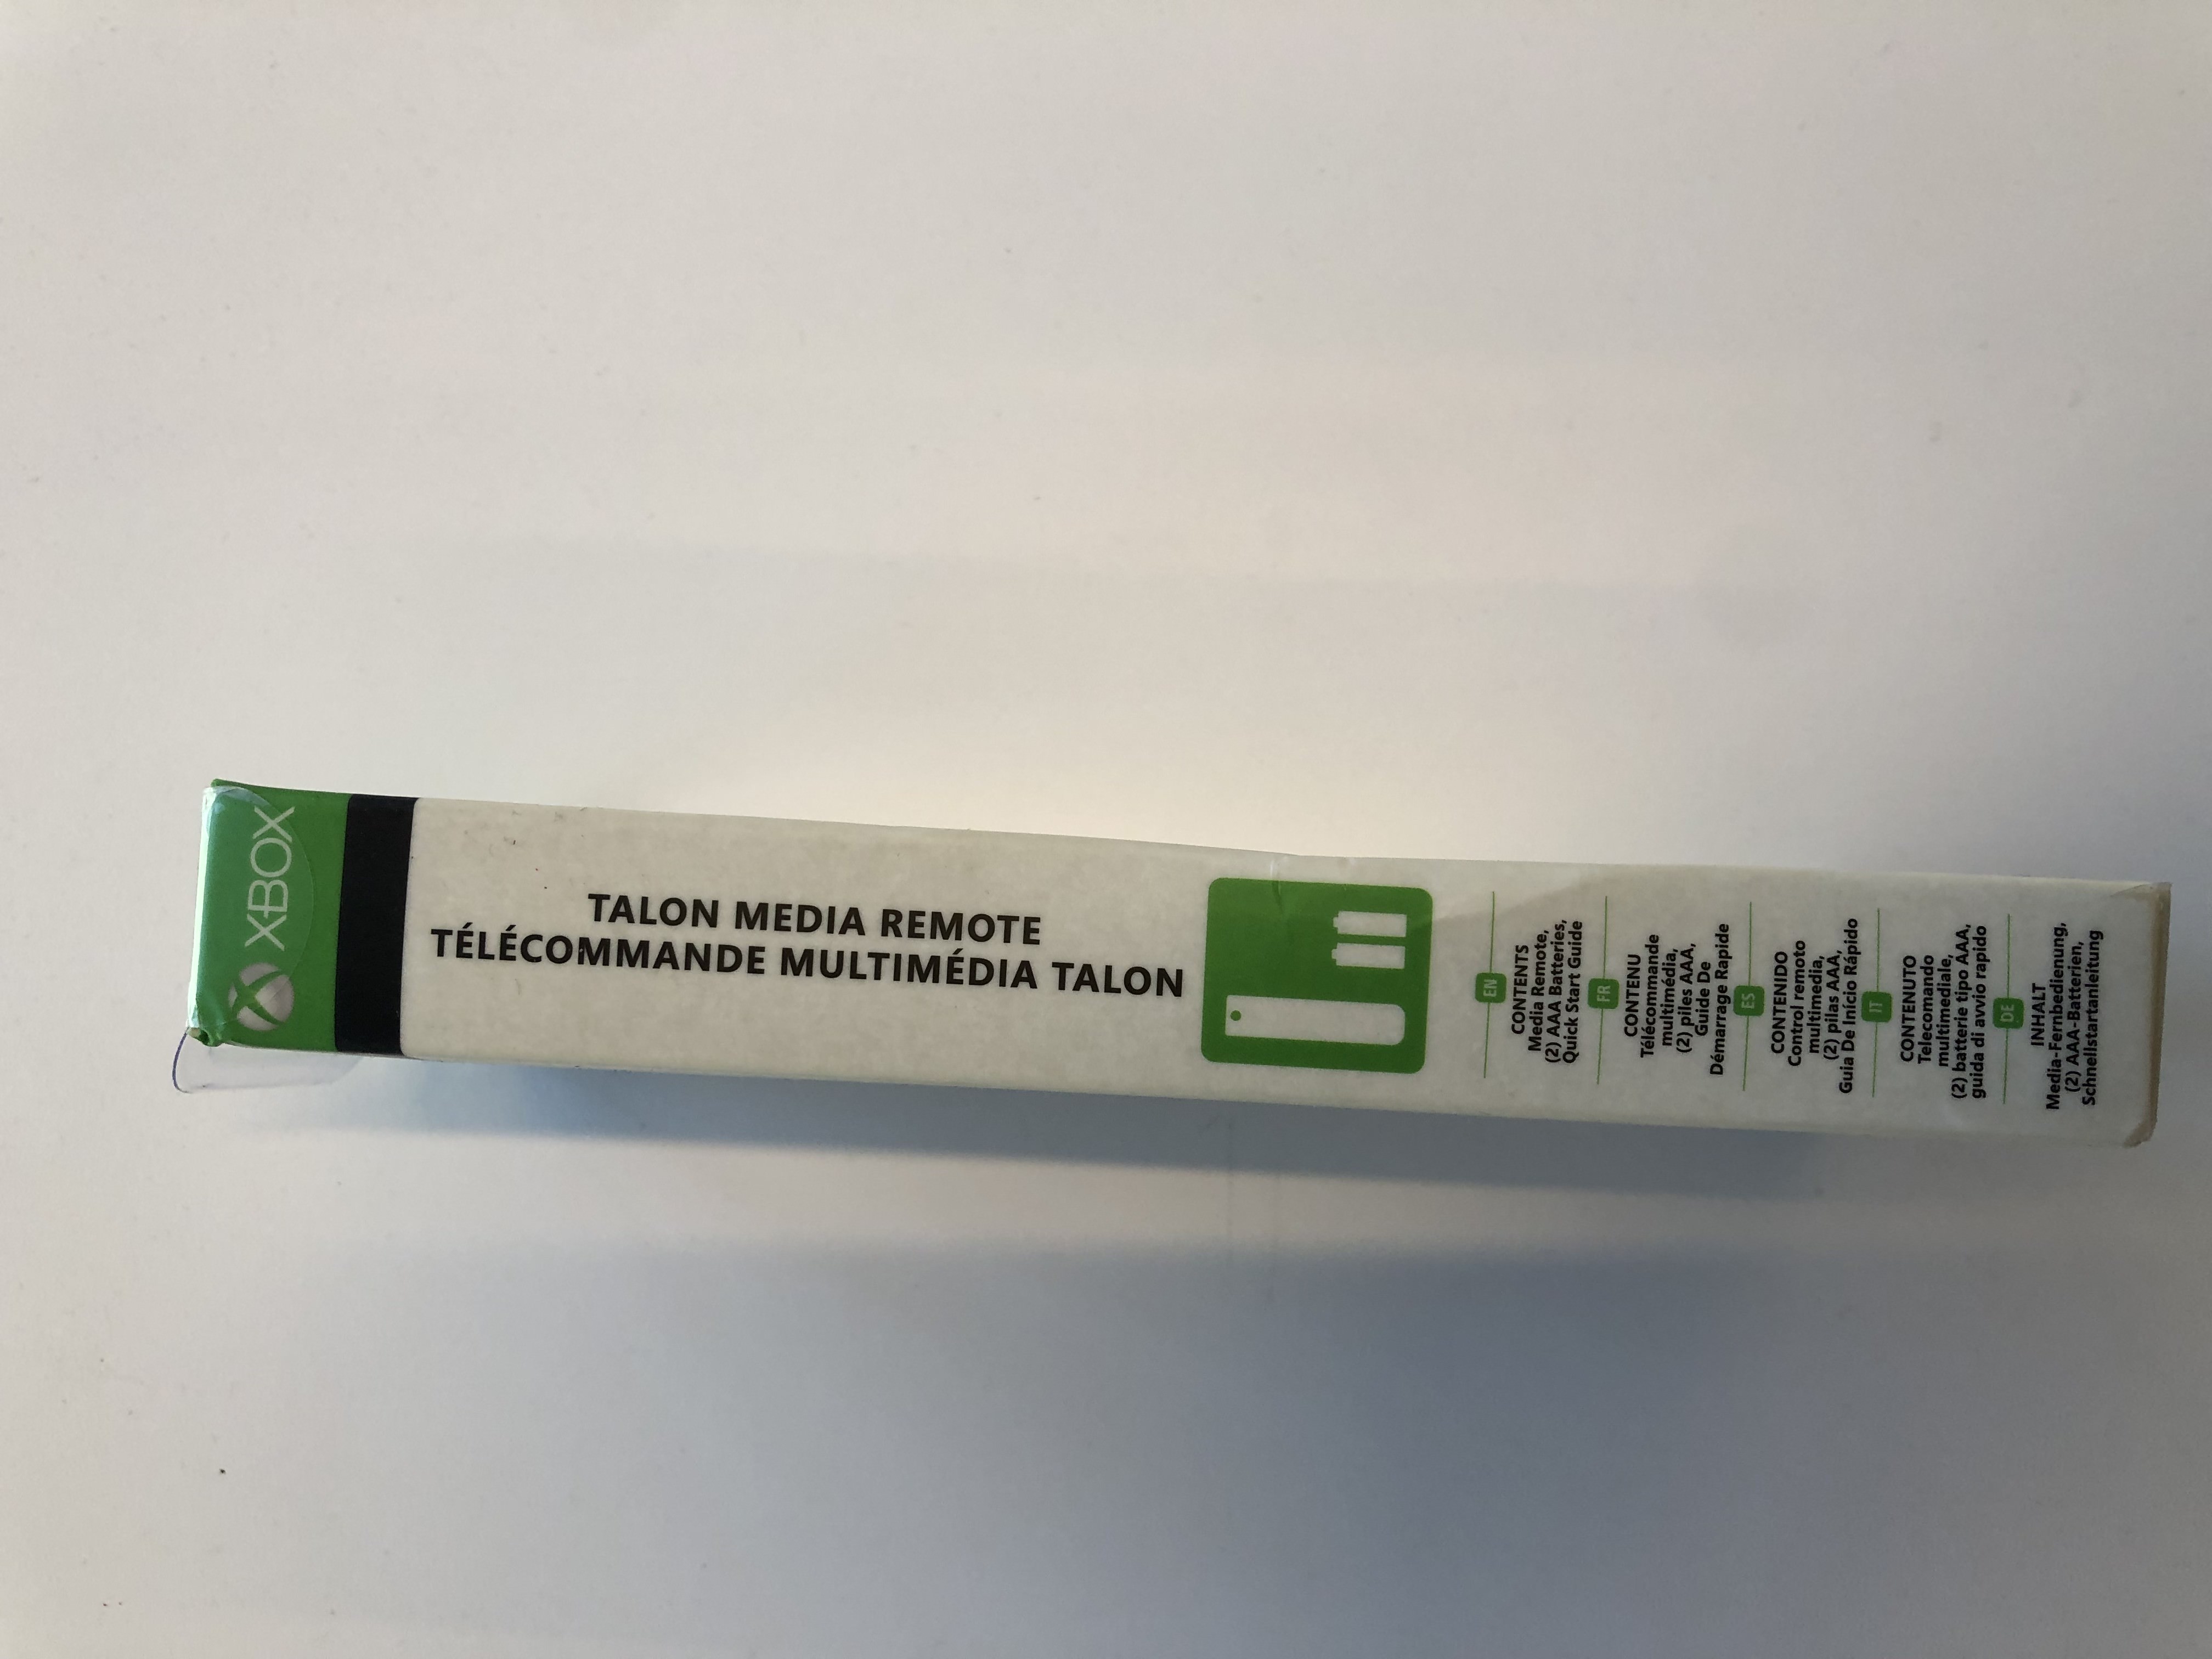 XBOX
TALON MEDIA REMOTE
TÉLÉCOMMANDE MULTIMÉDIA TALON
EN
CONTENTS
Media Remote,
(2) AAA Batteries,
Quick Start Guide
FR
CONTENU
Télécommande
multimédia,
(2) piles AAA,
Guide De
Démarrage Rapide
ES
CONTENIDO
Control remoto
multimedia,
(2) pilas AAA,
Guia De Início Rápido
IT
CONTENUTO
Telecomando
multimediale,
(2) batterie tipo AAA,
guida di avvio rapido
DE
INHALT
Media-Fernbedienung,
(2) AAA-Batterien,
Schnellstartanleitung